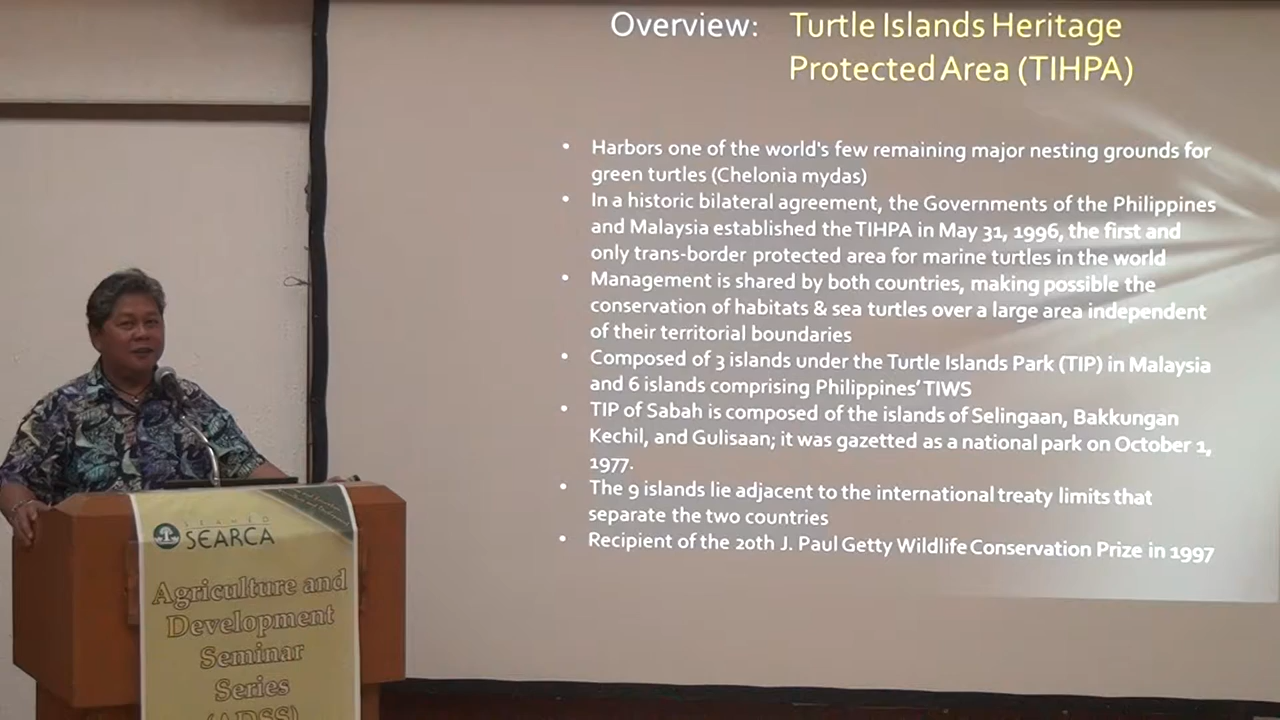 Overview: Turtle Islands Heritage
Protected Area (TIHPA)
• Harbors one of the world's few remaining major nesting grounds for
green turtles (Chelonia mydas)
• In a historic bilateral agreement, the Governments of the Philippines
and Malaysia established the TIHPA in May 31, 1996, the first and
only trans-border protected area for marine turtles in the world
• Management is shared by both countries, making possible the
conservation of habitats & sea turtles over a large area independent
of their territorial boundaries
• Composed of 3 islands under the Turtle Islands Park (TIP) in Malaysia
and 6 islands comprising Philippines' TIWS
• TIP of Sabah is composed of the islands of Selingaan, Bakkungan
Kechil, and Gulisaan; it was gazetted as a national park on October 1,
1977.
• The 9 islands lie adjacent to the international treaty limits that
separate the two countries
• Recipient of the 20th J. Paul Getty Wildlife Conservation Prize in 1997
SEAMEO
SEARCA
Agriculture and
Development
Seminar
Series
(ADSS)